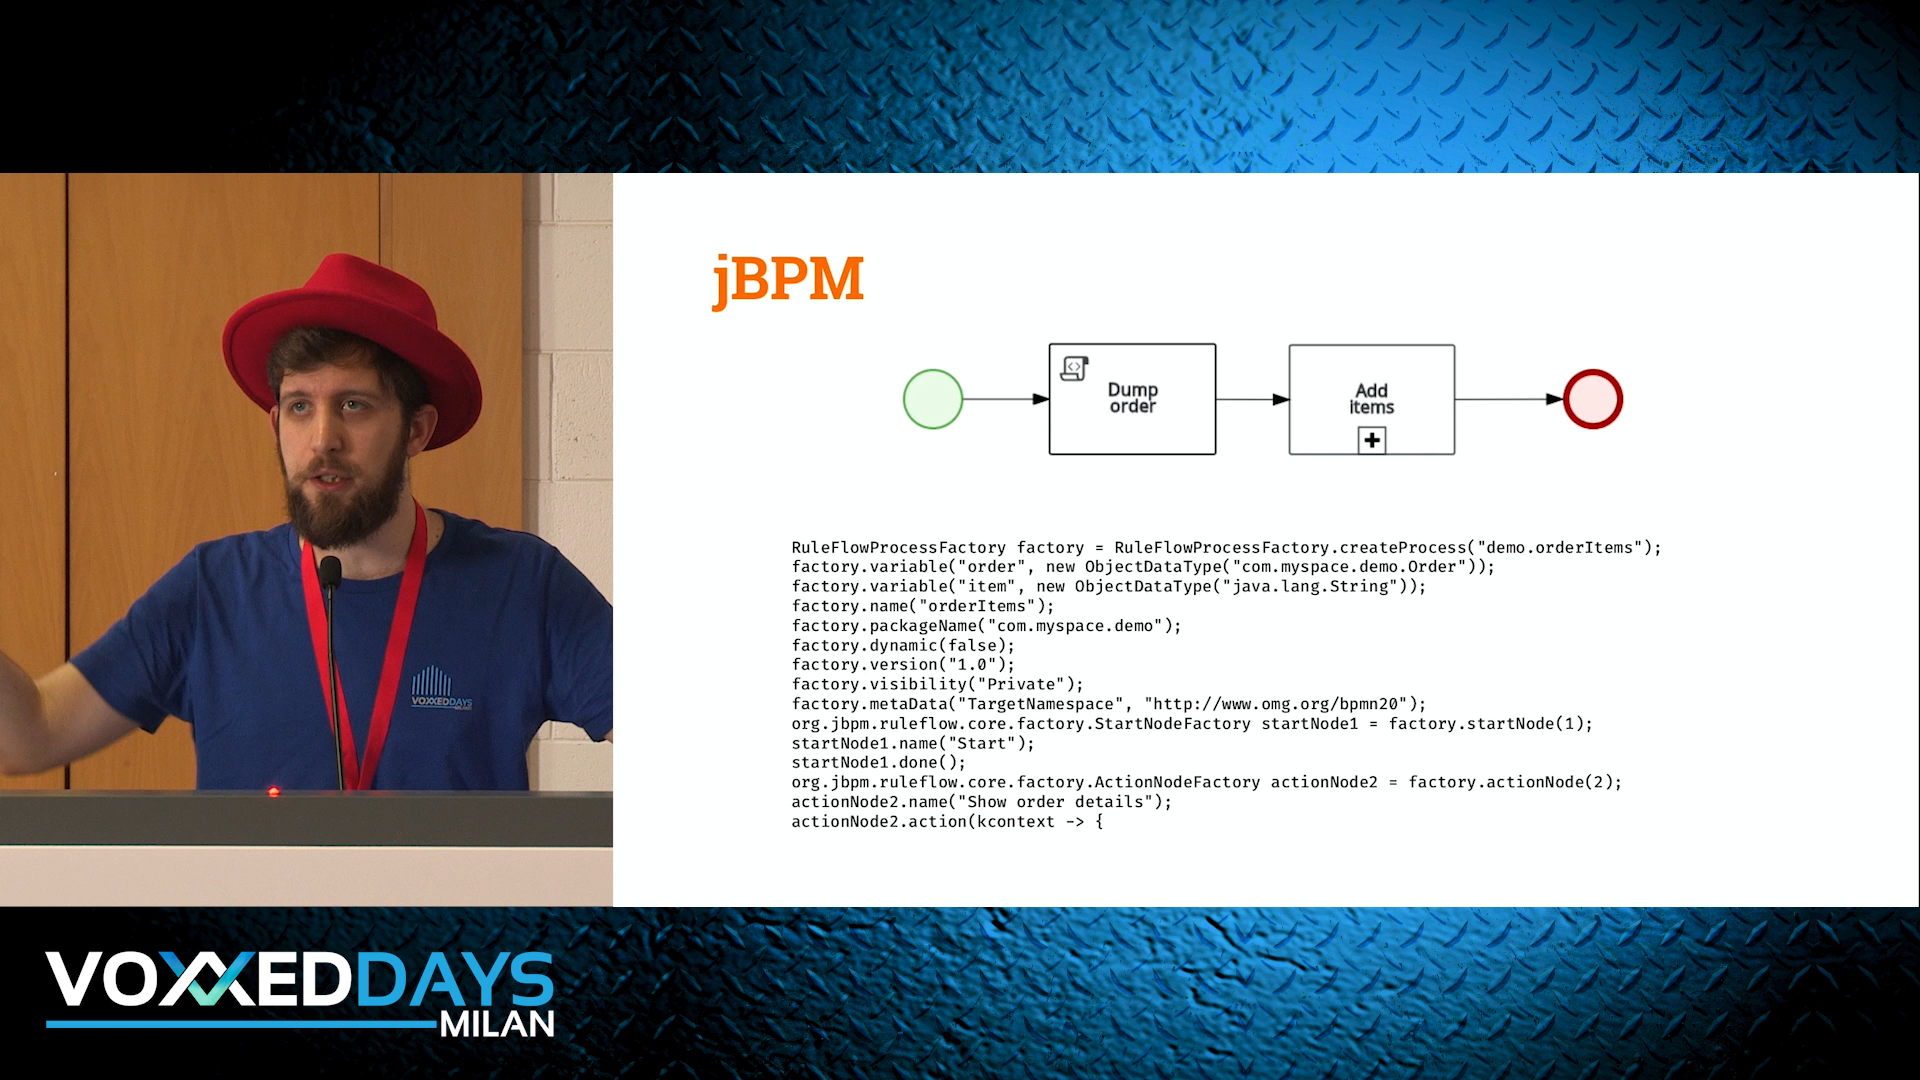 jBPM
Dump
order
Add
items
RuleFlowProcessFactory factory = RuleFlowProcessFactory.createProcess("demo.orderItems");
factory.variable("order", new ObjectDataType("com.myspace.demo.Order"));
factory.variable("item", new ObjectDataType("java.lang.String"));
factory.name("orderItems");
factory.packageName("com.myspace.demo");
factory.dynamic(false);
factory.version("1.0");
factory.visibility("Private");
factory.metaData("TargetNamespace", "http://www.omg.org/bpmn20");
org.jbpm.ruleflow.core.factory.StartNodeFactory startNode1 = factory.startNode(1);
startNode1.name("Start");
startNode1.done();
org.jbpm.ruleflow.core.factory.ActionNodeFactory actionNode2 = factory.actionNode(2);
actionNode2.name("Show order details");
actionNode2.action(kcontext -> {
VOXXEDDAYS
VOXXEDDAYS
MILAN